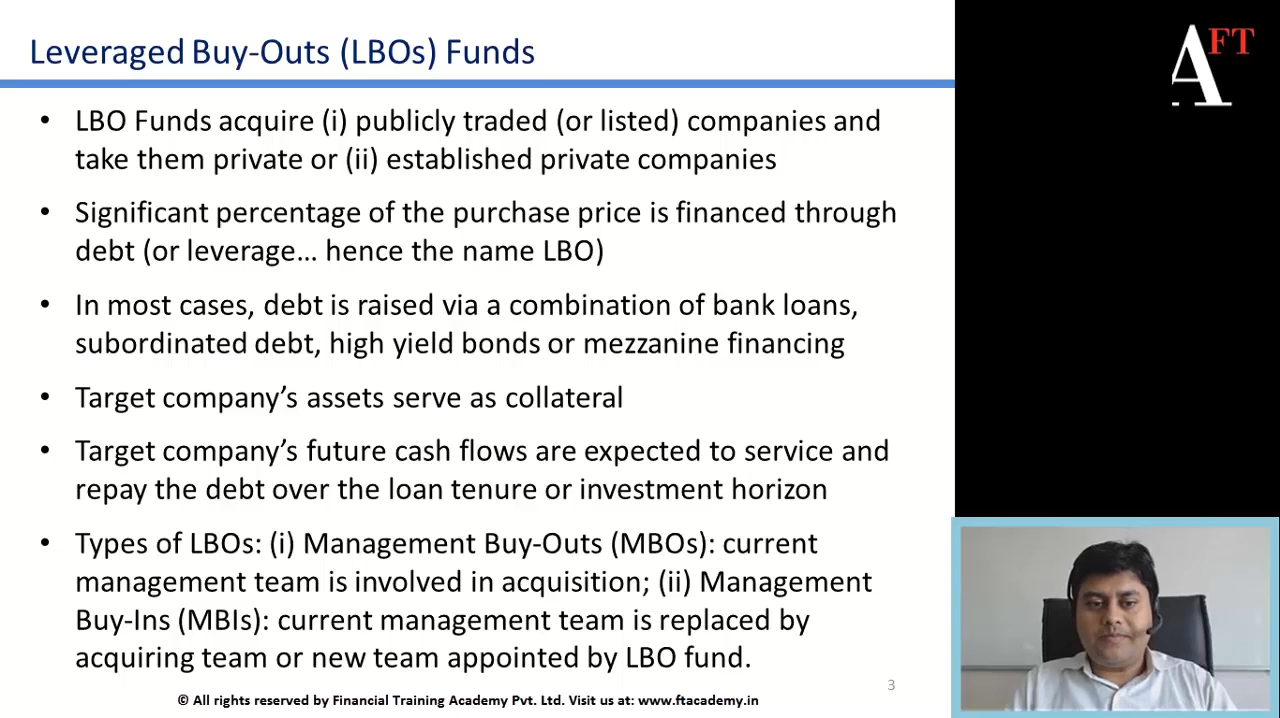 Leveraged Buy-Outs (LBOs) Funds
AFT
• LBO Funds acquire (i) publicly traded (or listed) companies and
take them private or (ii) established private companies
• Significant percentage of the purchase price is financed through
debt (or leverage… hence the name LBO)
• In most cases, debt is raised via a combination of bank loans,
subordinated debt, high yield bonds or mezzanine financing
• Target company’s assets serve as collateral
• Target company’s future cash flows are expected to service and
repay the debt over the loan tenure or investment horizon
• Types of LBOs: (i) Management Buy-Outs (MBOs): current
management team is involved in acquisition; (ii) Management
Buy-Ins (MBIs): current management team is replaced by
acquiring team or new team appointed by LBO fund.
3
© All rights reserved by Financial Training Academy Pvt. Ltd. Visit us at: www.ftacademy.in